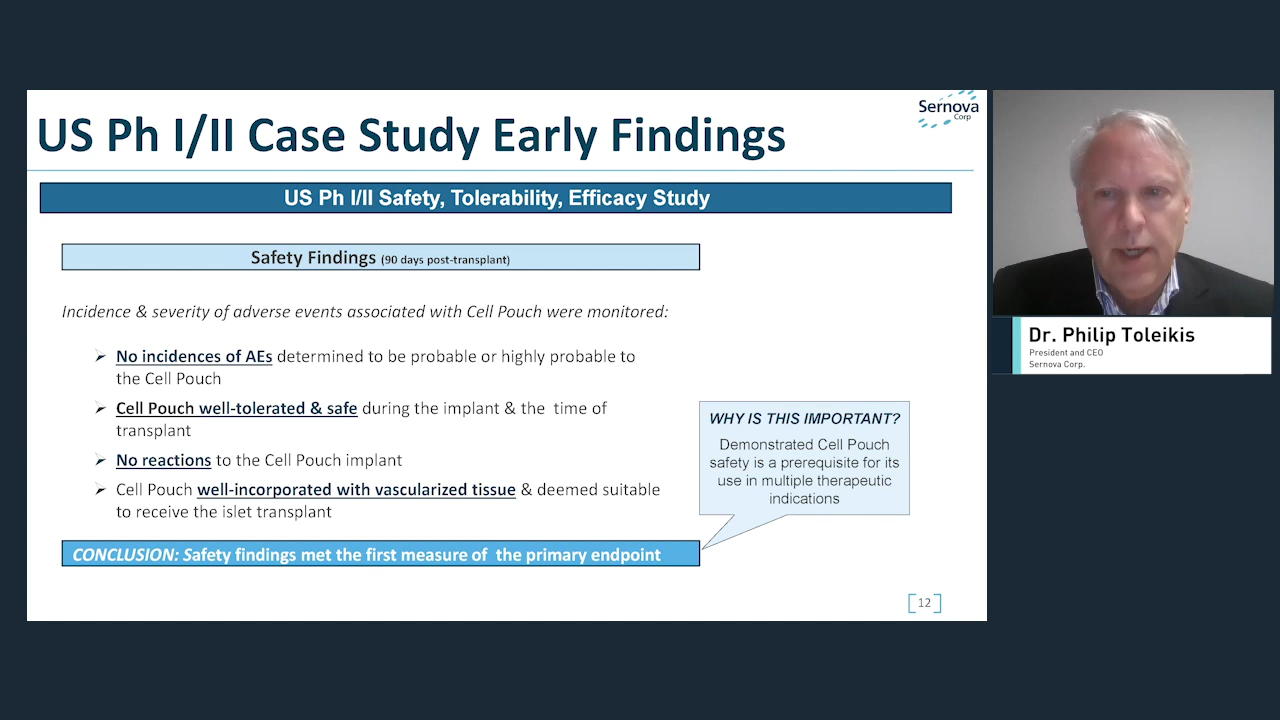 Sernova
Corp
US Ph I/II Case Study Early Findings
US Ph I/II Safety, Tolerability, Efficacy Study
Safety Findings (90 days post-transplant)
Incidence & severity of adverse events associated with Cell Pouch were monitored:
➢ No incidences of AEs determined to be probable or highly probable to
the Cell Pouch
➢ Cell Pouch well-tolerated & safe during the implant & the time of
transplant
➢ No reactions to the Cell Pouch implant
➢ Cell Pouch well-incorporated with vascularized tissue & deemed suitable
to receive the islet transplant
CONCLUSION: Safety findings met the first measure of the primary endpoint
WHY IS THIS IMPORTANT?
Demonstrated Cell Pouch
safety is a prerequisite for its
use in multiple therapeutic
indications
12
Dr. Philip Toleikis
President and CEO
Sernova Corp.